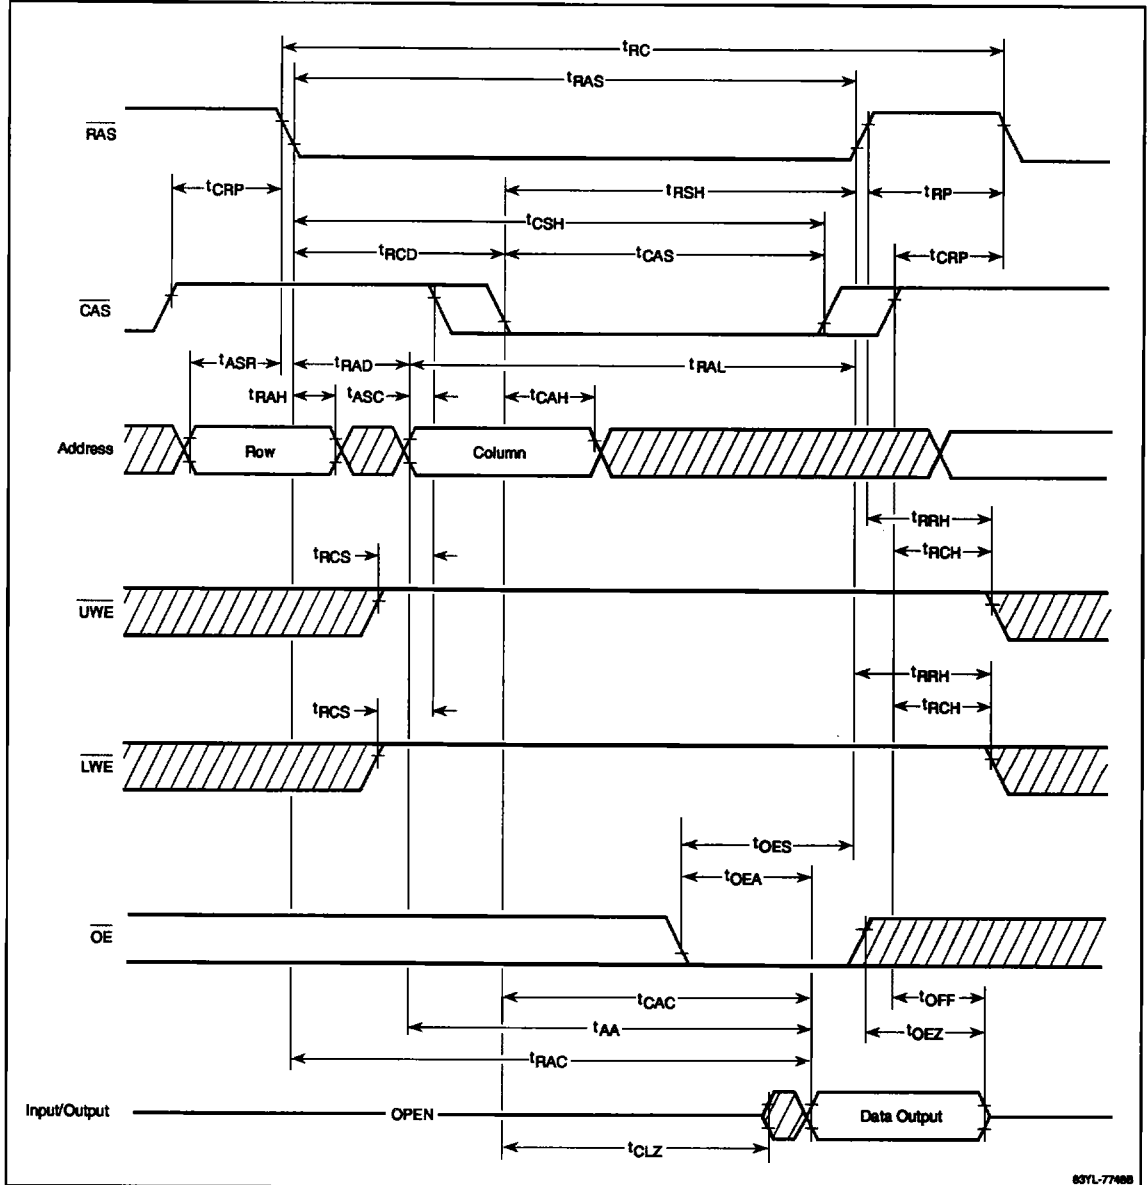 tRC
tRAS
RAS
tCRP
tRSH
tRP
tCSH
tRCD
tCAS
tCRP
CAS
tASR
tRAD
tRAL
tRAH
tASC
tCAH
Address
Row
Column
tRRH
tRCS
tRCH
UWE
tRRH
tRCS
tRCH
LWE
tOES
tOEA
OE
tCAC
tOFF
tAA
tOEZ
tRAC
Input/Output
OPEN
Data Output
tCLZ
83YL-7748B